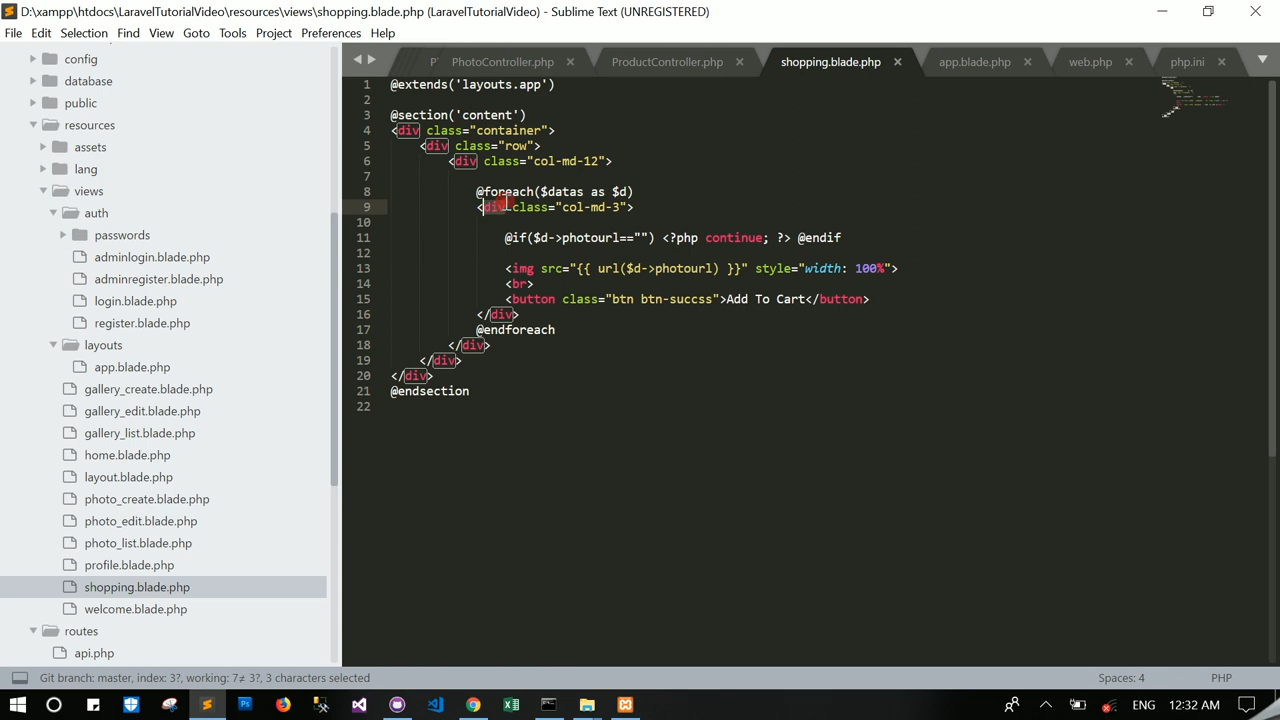 D:\xampp\htdocs\LaravelTutorialVideo\resources\views\shopping.blade.php (LaravelTutorialVideo) - Sublime Text (UNREGISTERED)
File Edit Selection Find View Goto Tools Project Preferences Help
config
database
public
resources
assets
lang
views
auth
passwords
adminlogin.blade.php
adminregister.blade.php
login.blade.php
register.blade.php
layouts
app.blade.php
gallery_create.blade.php
gallery_edit.blade.php
gallery_list.blade.php
home.blade.php
layout.blade.php
photo_create.blade.php
photo_edit.blade.php
photo_list.blade.php
profile.blade.php
shopping.blade.php
welcome.blade.php
routes
api.php
P PhotoController.php ProductController.php shopping.blade.php app.blade.php web.php php.ini
1 @extends('layouts.app')
2
3 @section('content')
4 <div class="container">
5 <div class="row">
6 <div class="col-md-12">
7
8 @foreach($datas as $d)
9 <div class="col-md-3">
10
11 @if($d->photourl=="") <?php continue; ?> @endif
12
13 <img src="{{ url($d->photourl) }}" style="width: 100%">
14 <br>
15 <button class="btn btn-succss">Add To Cart</button>
16 </div>
17 @endforeach
18 </div>
19 </div>
20 </div>
21 @endsection
22
Git branch: master, index: 3?, working: 7≠ 3?, 3 characters selected Spaces: 4 PHP
ENG 12:32 AM